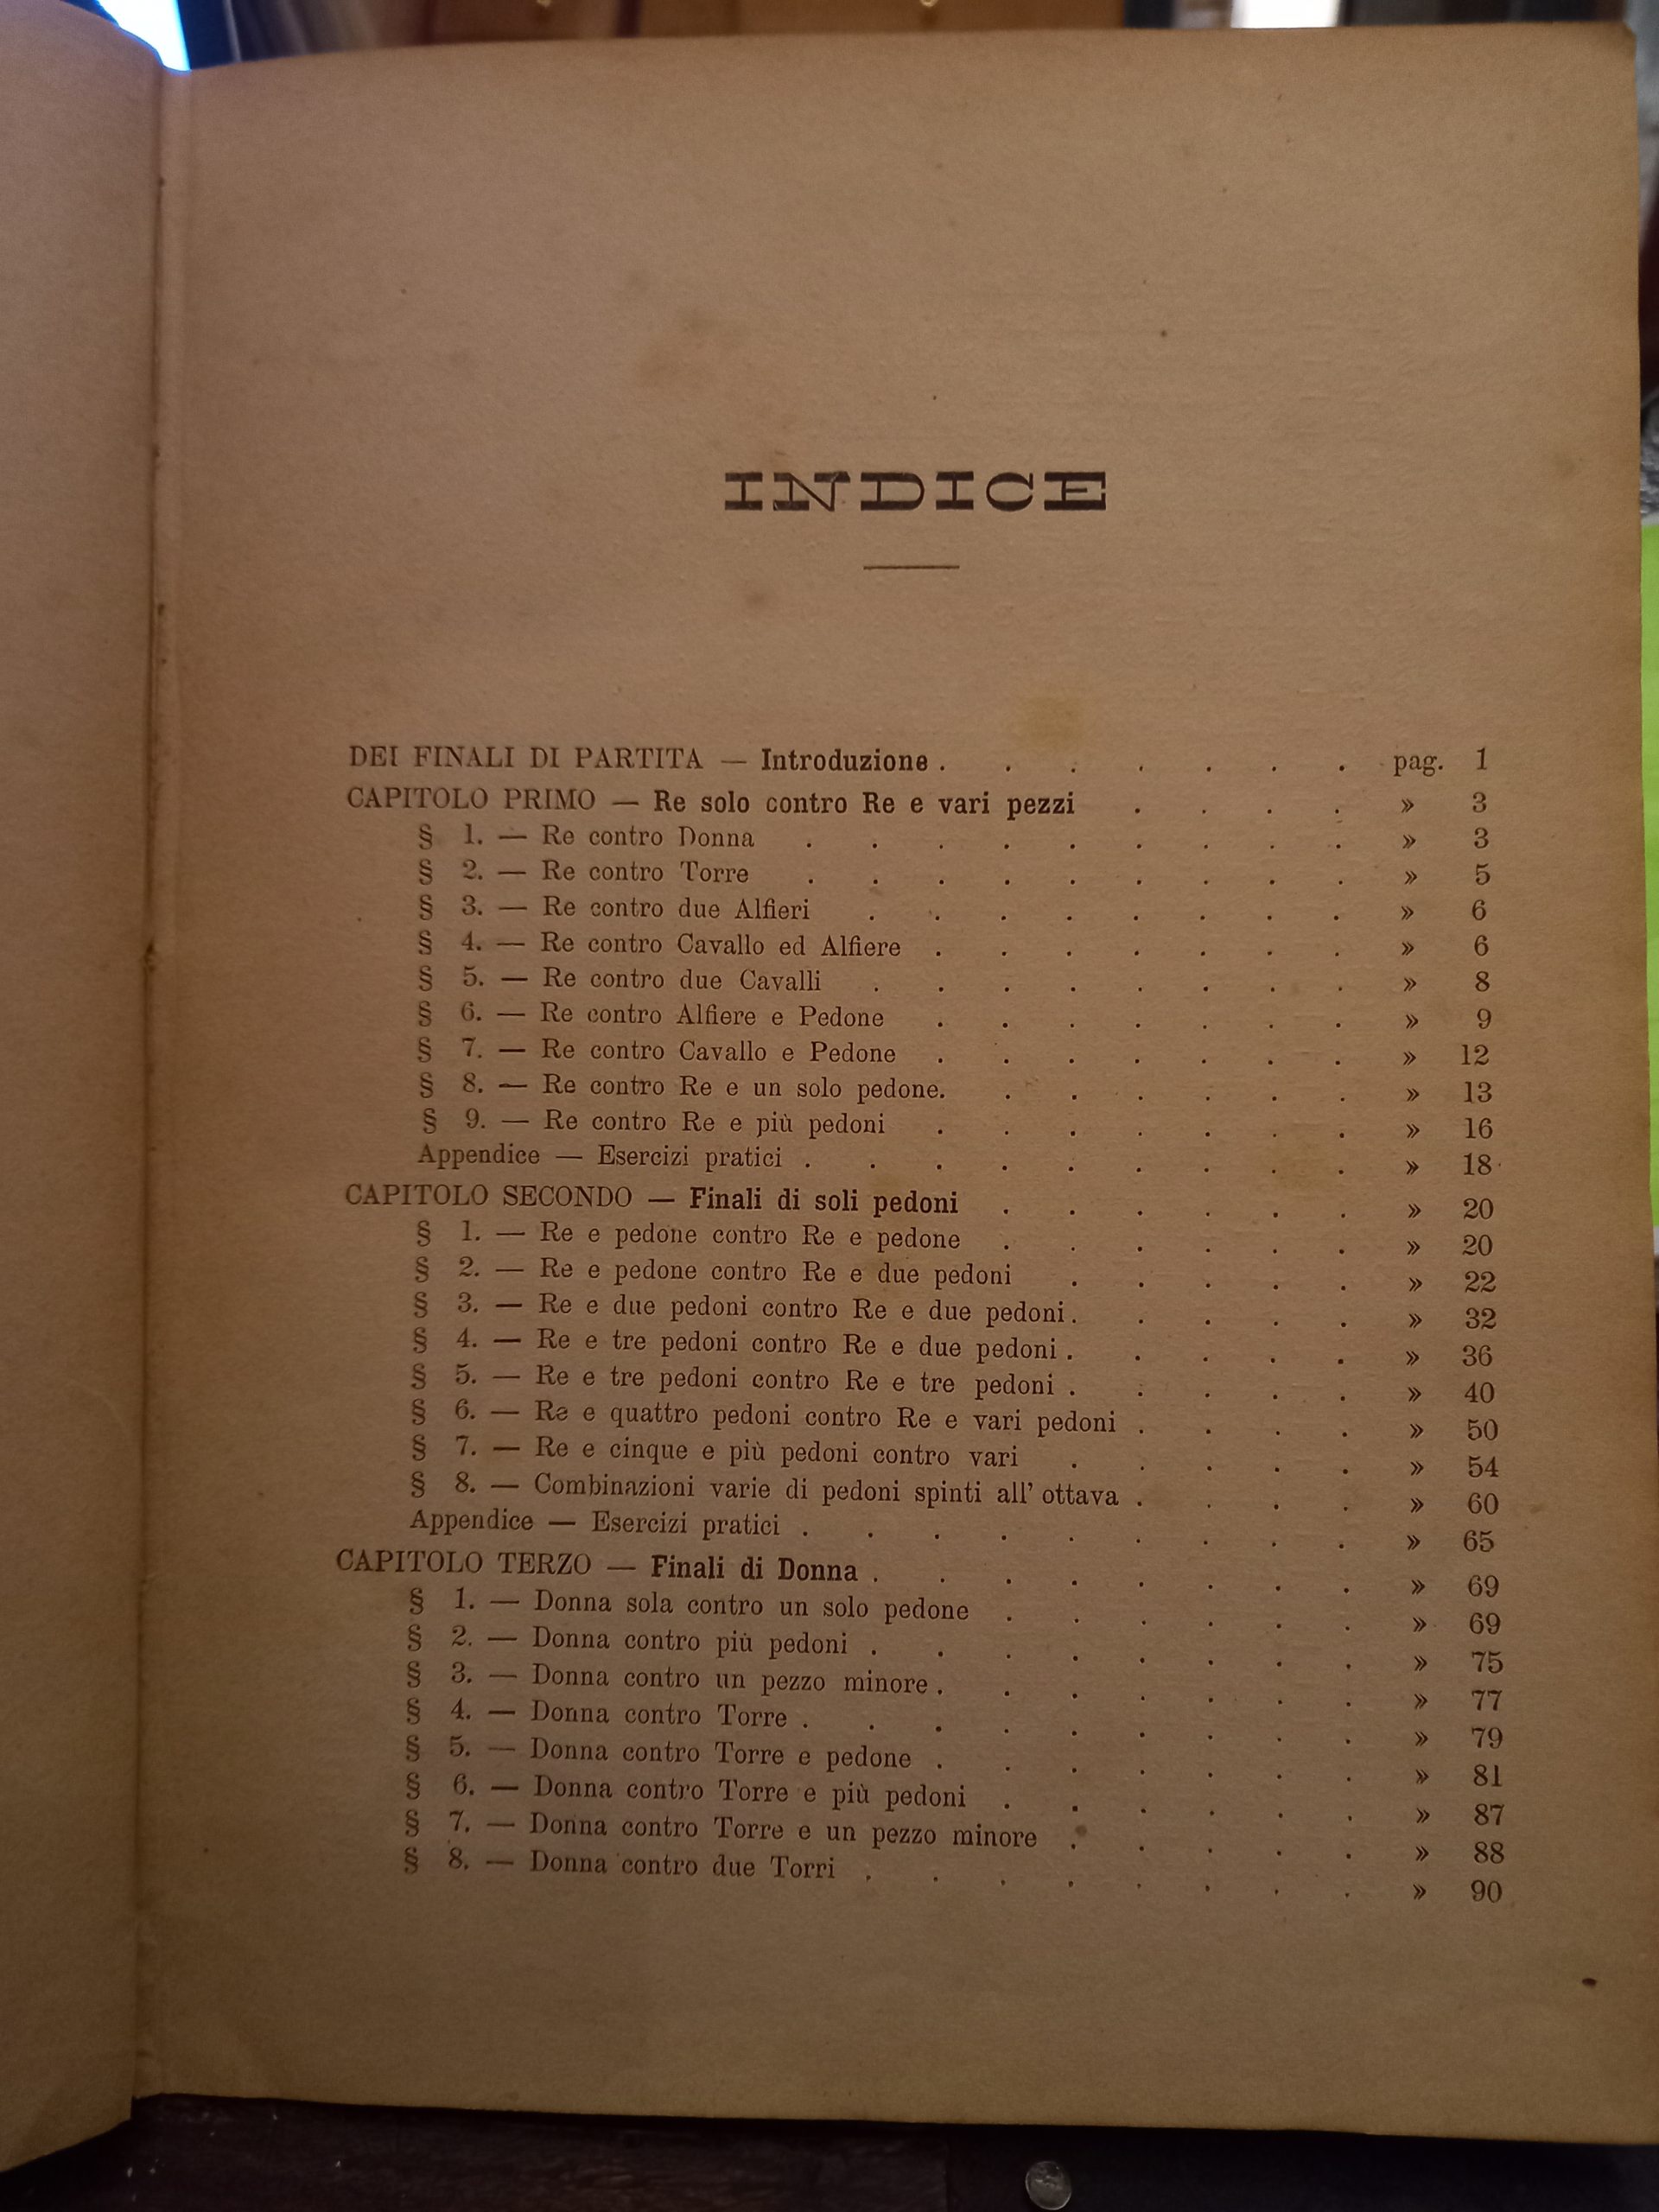 INDICE
DEI FINALI DI PARTITA — Introduzione . . . . . . . pag. 1
CAPITOLO PRIMO — Re solo contro Re e vari pezzi . . . . » 3
§ 1. — Re contro Donna . . . . . . . . . » 3
§ 2. — Re contro Torre . . . . . . . . . » 5
§ 3. — Re contro due Alfieri . . . . . . . . » 6
§ 4. — Re contro Cavallo ed Alfiere . . . . . . . » 6
§ 5. — Re contro due Cavalli . . . . . . . . » 8
§ 6. — Re contro Alfiere e Pedone . . . . . . . » 9
§ 7. — Re contro Cavallo e Pedone . . . . . . . » 12
§ 8. — Re contro Re e un solo pedone. . . . . . . » 13
§ 9. — Re contro Re e più pedoni . . . . . . . » 16
Appendice — Esercizi pratici . . . . . . . . . » 18
CAPITOLO SECONDO — Finali di soli pedoni . . . . . . » 20
§ 1. — Re e pedone contro Re e pedone . . . . . . » 20
§ 2. — Re e pedone contro Re e due pedoni . . . . . » 22
§ 3. — Re e due pedoni contro Re e due pedoni . . . . . » 32
§ 4. — Re e tre pedoni contro Re e due pedoni . . . . . » 36
§ 5. — Re e tre pedoni contro Re e tre pedoni . . . . . » 40
§ 6. — Re e quattro pedoni contro Re e vari pedoni . . . . » 50
§ 7. — Re e cinque e più pedoni contro vari . . . . . » 54
§ 8. — Combinazioni varie di pedoni spinti all' ottava . . . . » 60
Appendice — Esercizi pratici . . . . . . . . . » 65
CAPITOLO TERZO — Finali di Donna . . . . . . . . » 69
§ 1. — Donna sola contro un solo pedone . . . . . . » 69
§ 2. — Donna contro più pedoni . . . . . . . . » 75
§ 3. — Donna contro un pezzo minore . . . . . . . » 77
§ 4. — Donna contro Torre . . . . . . . . . » 79
§ 5. — Donna contro Torre e pedone . . . . . . . » 81
§ 6. — Donna contro Torre e più pedoni . . . . . . » 87
§ 7. — Donna contro Torre e un pezzo minore . . . . . » 88
§ 8. — Donna contro due Torri . . . . . . . . » 90